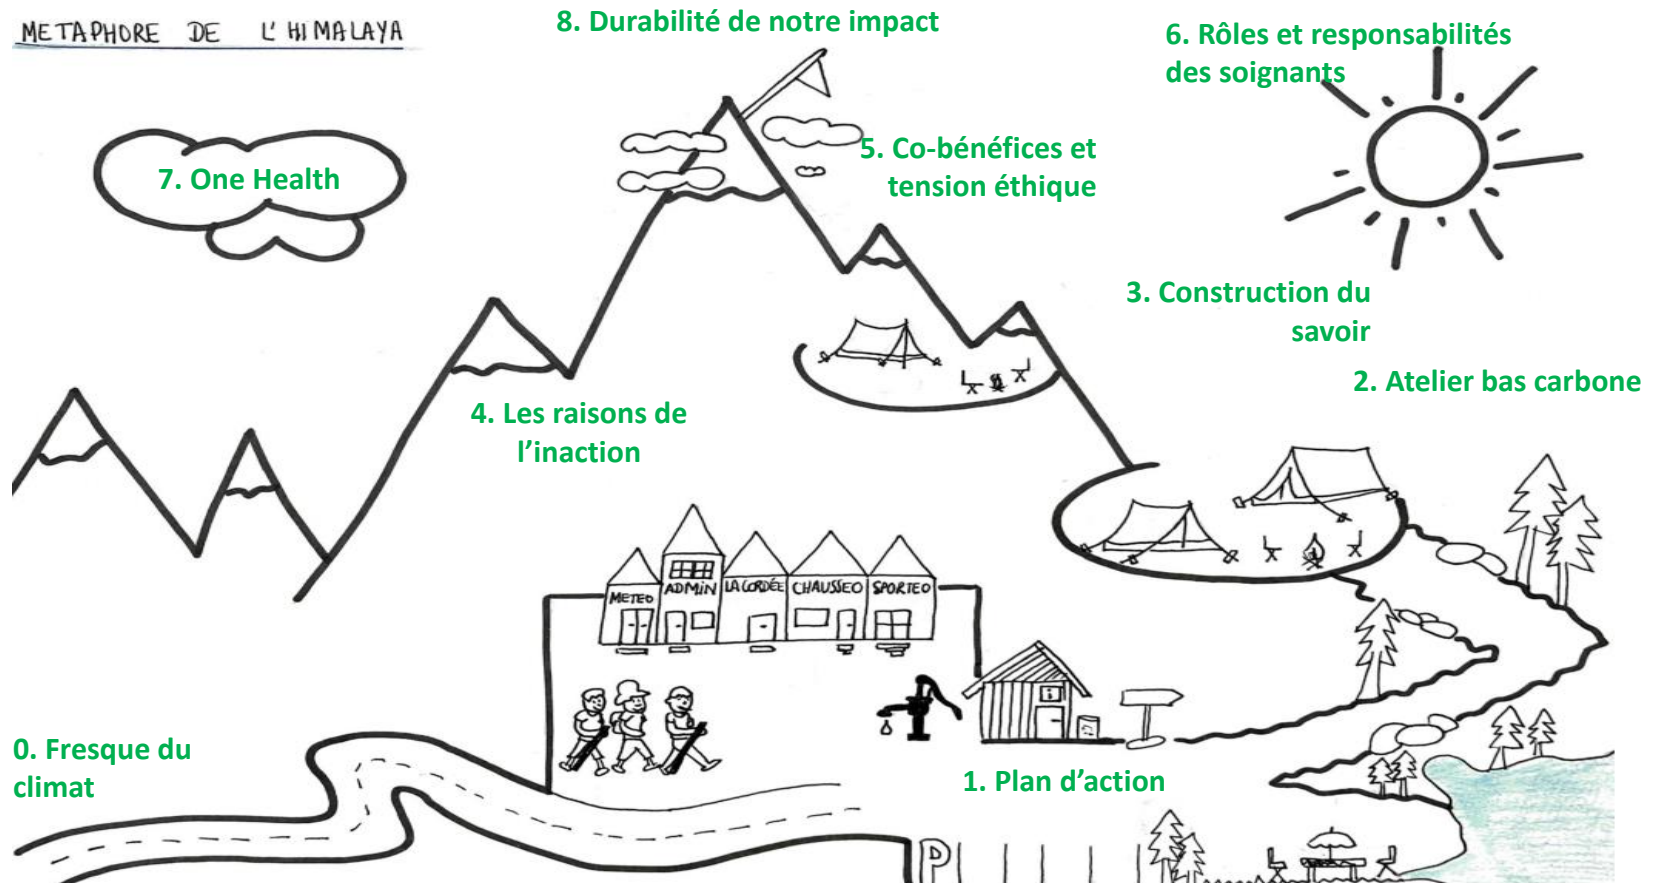 METAPHORE DE L'HIMALAYA
8. Durabilité de notre impact
6. Rôles et responsabilités
des soignants
5. Co-bénéfices et
tension éthique
7. One Health
3. Construction du
savoir
2. Atelier bas carbone
4. Les raisons de
l'inaction
METEO
ADMIN
LA CORDÉE
CHAUSSEO
SPORTEO
0. Fresque du
climat
1. Plan d'action
P